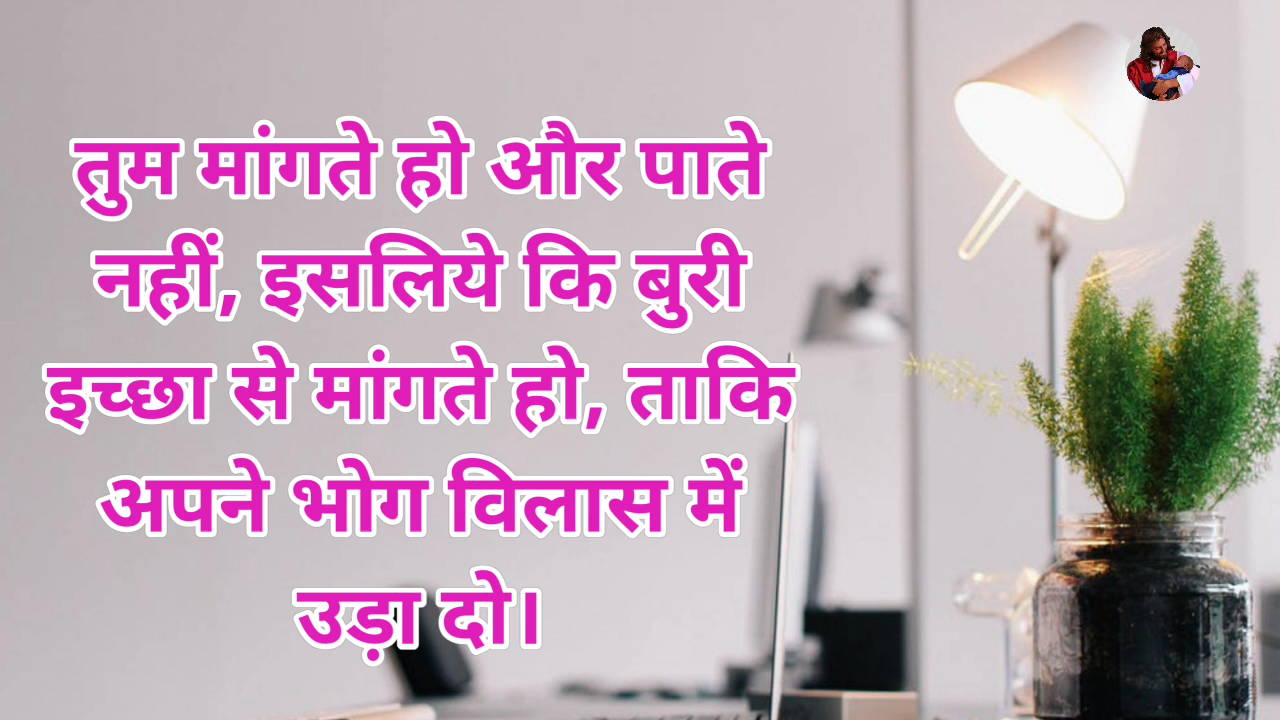 तुम मांगते हो और पाते
नहीं, इसलिये कि बुरी
इच्छा से मांगते हो, ताकि
अपने भोग विलास में
उड़ा दो।